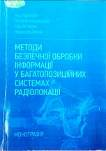 МЕТОДИ
БЕЗПЕЧНОЇ ОБРОБКИ
ІНФОРМАЦІЇ
У БАГАТОПОЗИЦІЙНИХ
СИСТЕМАХ
РАДІОЛОКАЦІЇ
МОНОГРАФІЯ